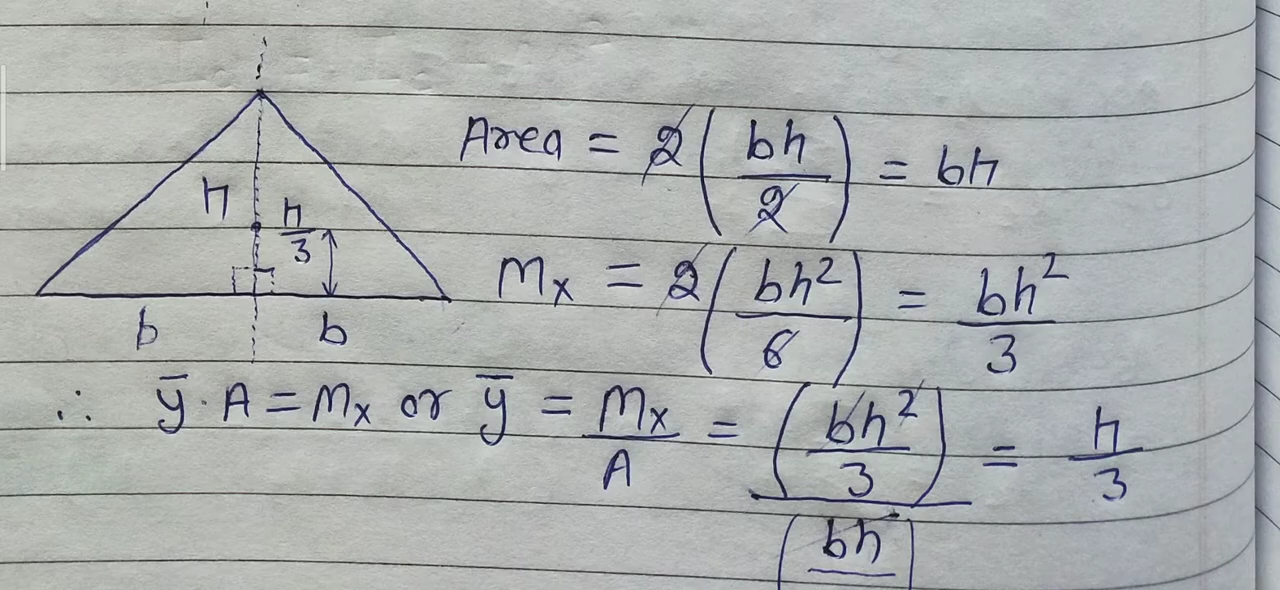 Area = 2(bh/2) = bh
h
h/3
Mx = 2(bh²/6) = bh²/3
b b
∴ ȳ·A = Mx or ȳ = Mx/A = (bh²/3)/(bh = h/3